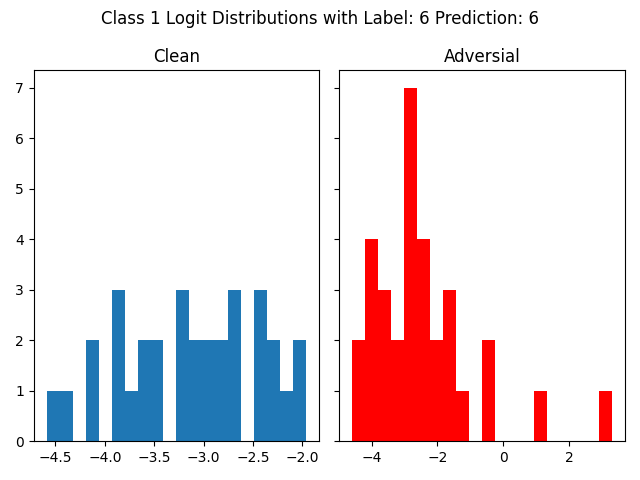 Class 1 Logit Distributions with Label: 6 Prediction: 6
Clean
Adversial
7
6
5
4
3
2
1
0
−4.5 −4.0 −3.5 −3.0 −2.5 −2.0
−4 −2 0 2